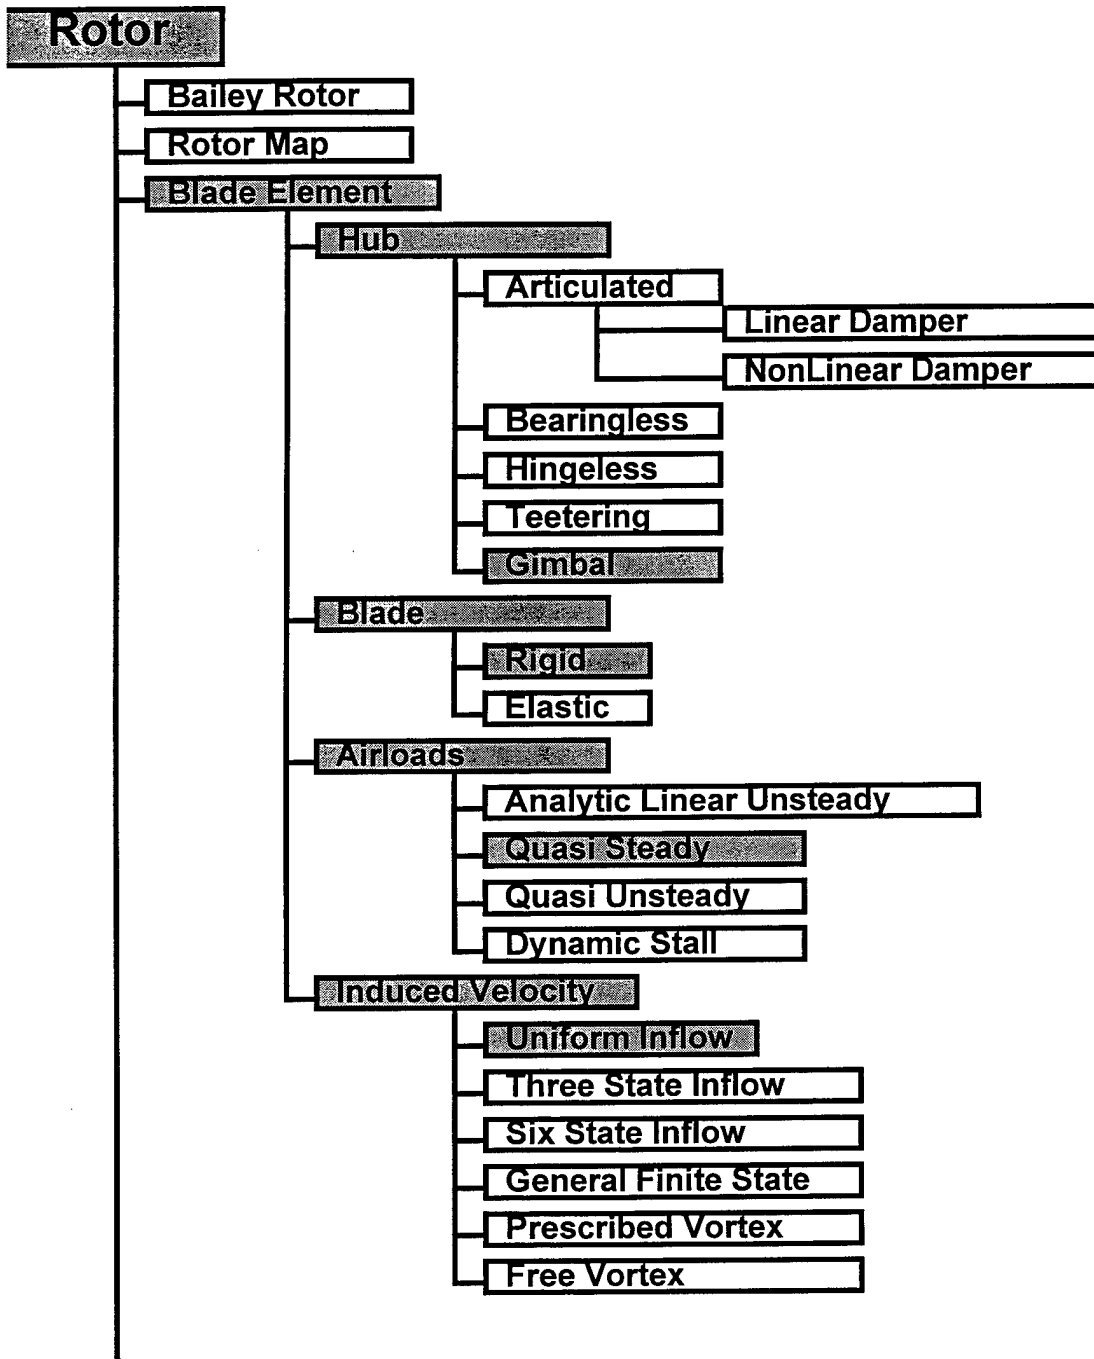 Rotor
Bailey Rotor
Rotor Map
Blade Element
Hub
Articulated
Linear Damper
NonLinear Damper
Bearingless
Hingeless
Teetering
Gimbal
Blade
Rigid
Elastic
Airloads
Analytic Linear Unsteady
Quasi Steady
Quasi Unsteady
Dynamic Stall
Induced Velocity
Uniform Inflow
Three State Inflow
Six State Inflow
General Finite State
Prescribed Vortex
Free Vortex